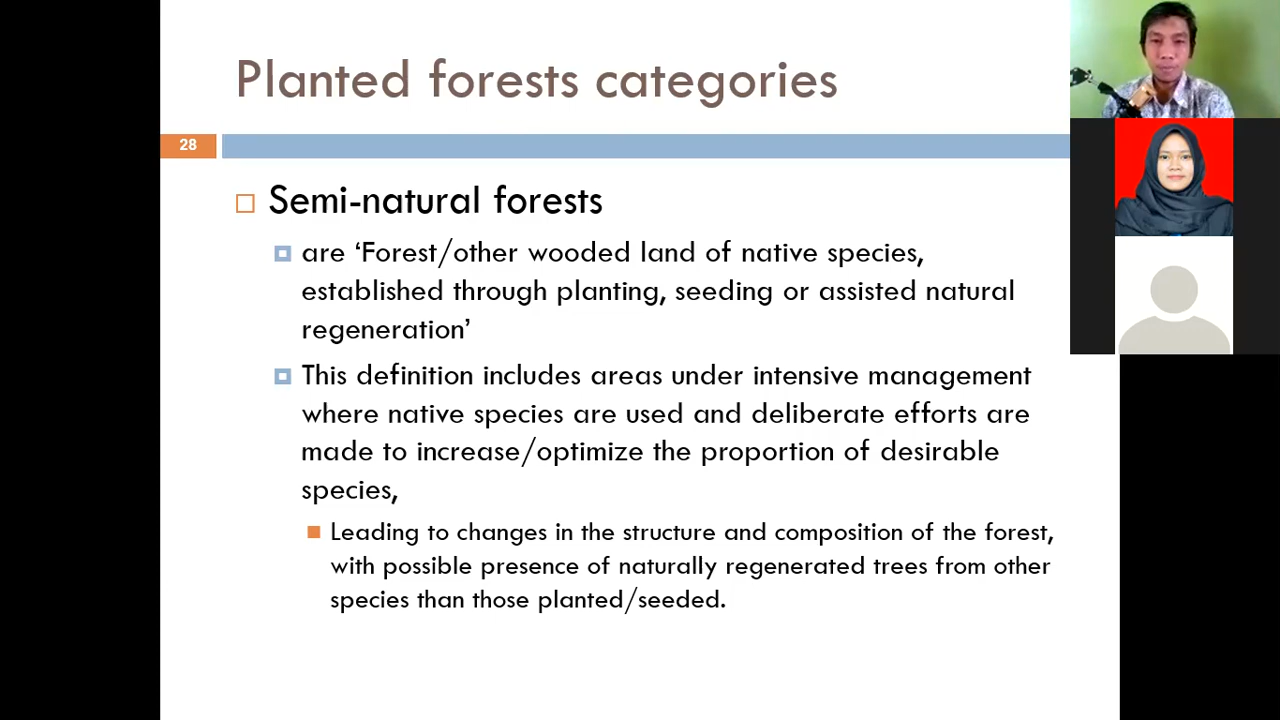 Planted forests categories
28
Semi-natural forests
are ‘Forest/other wooded land of native species,
established through planting, seeding or assisted natural
regeneration’
This definition includes areas under intensive management
where native species are used and deliberate efforts are
made to increase/optimize the proportion of desirable
species,
Leading to changes in the structure and composition of the forest,
with possible presence of naturally regenerated trees from other
species than those planted/seeded.